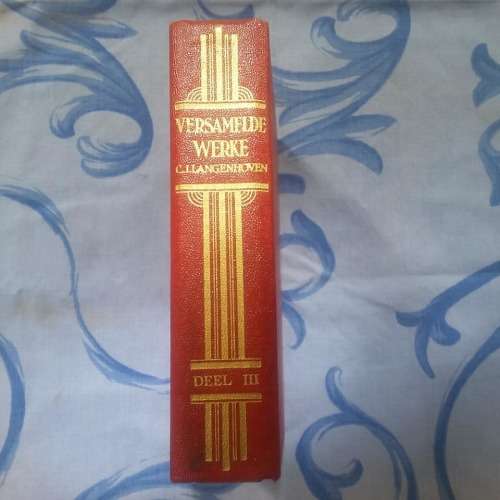 VERSAMELDE
WERKE
C.J. LANGENHOVEN
DEEL III